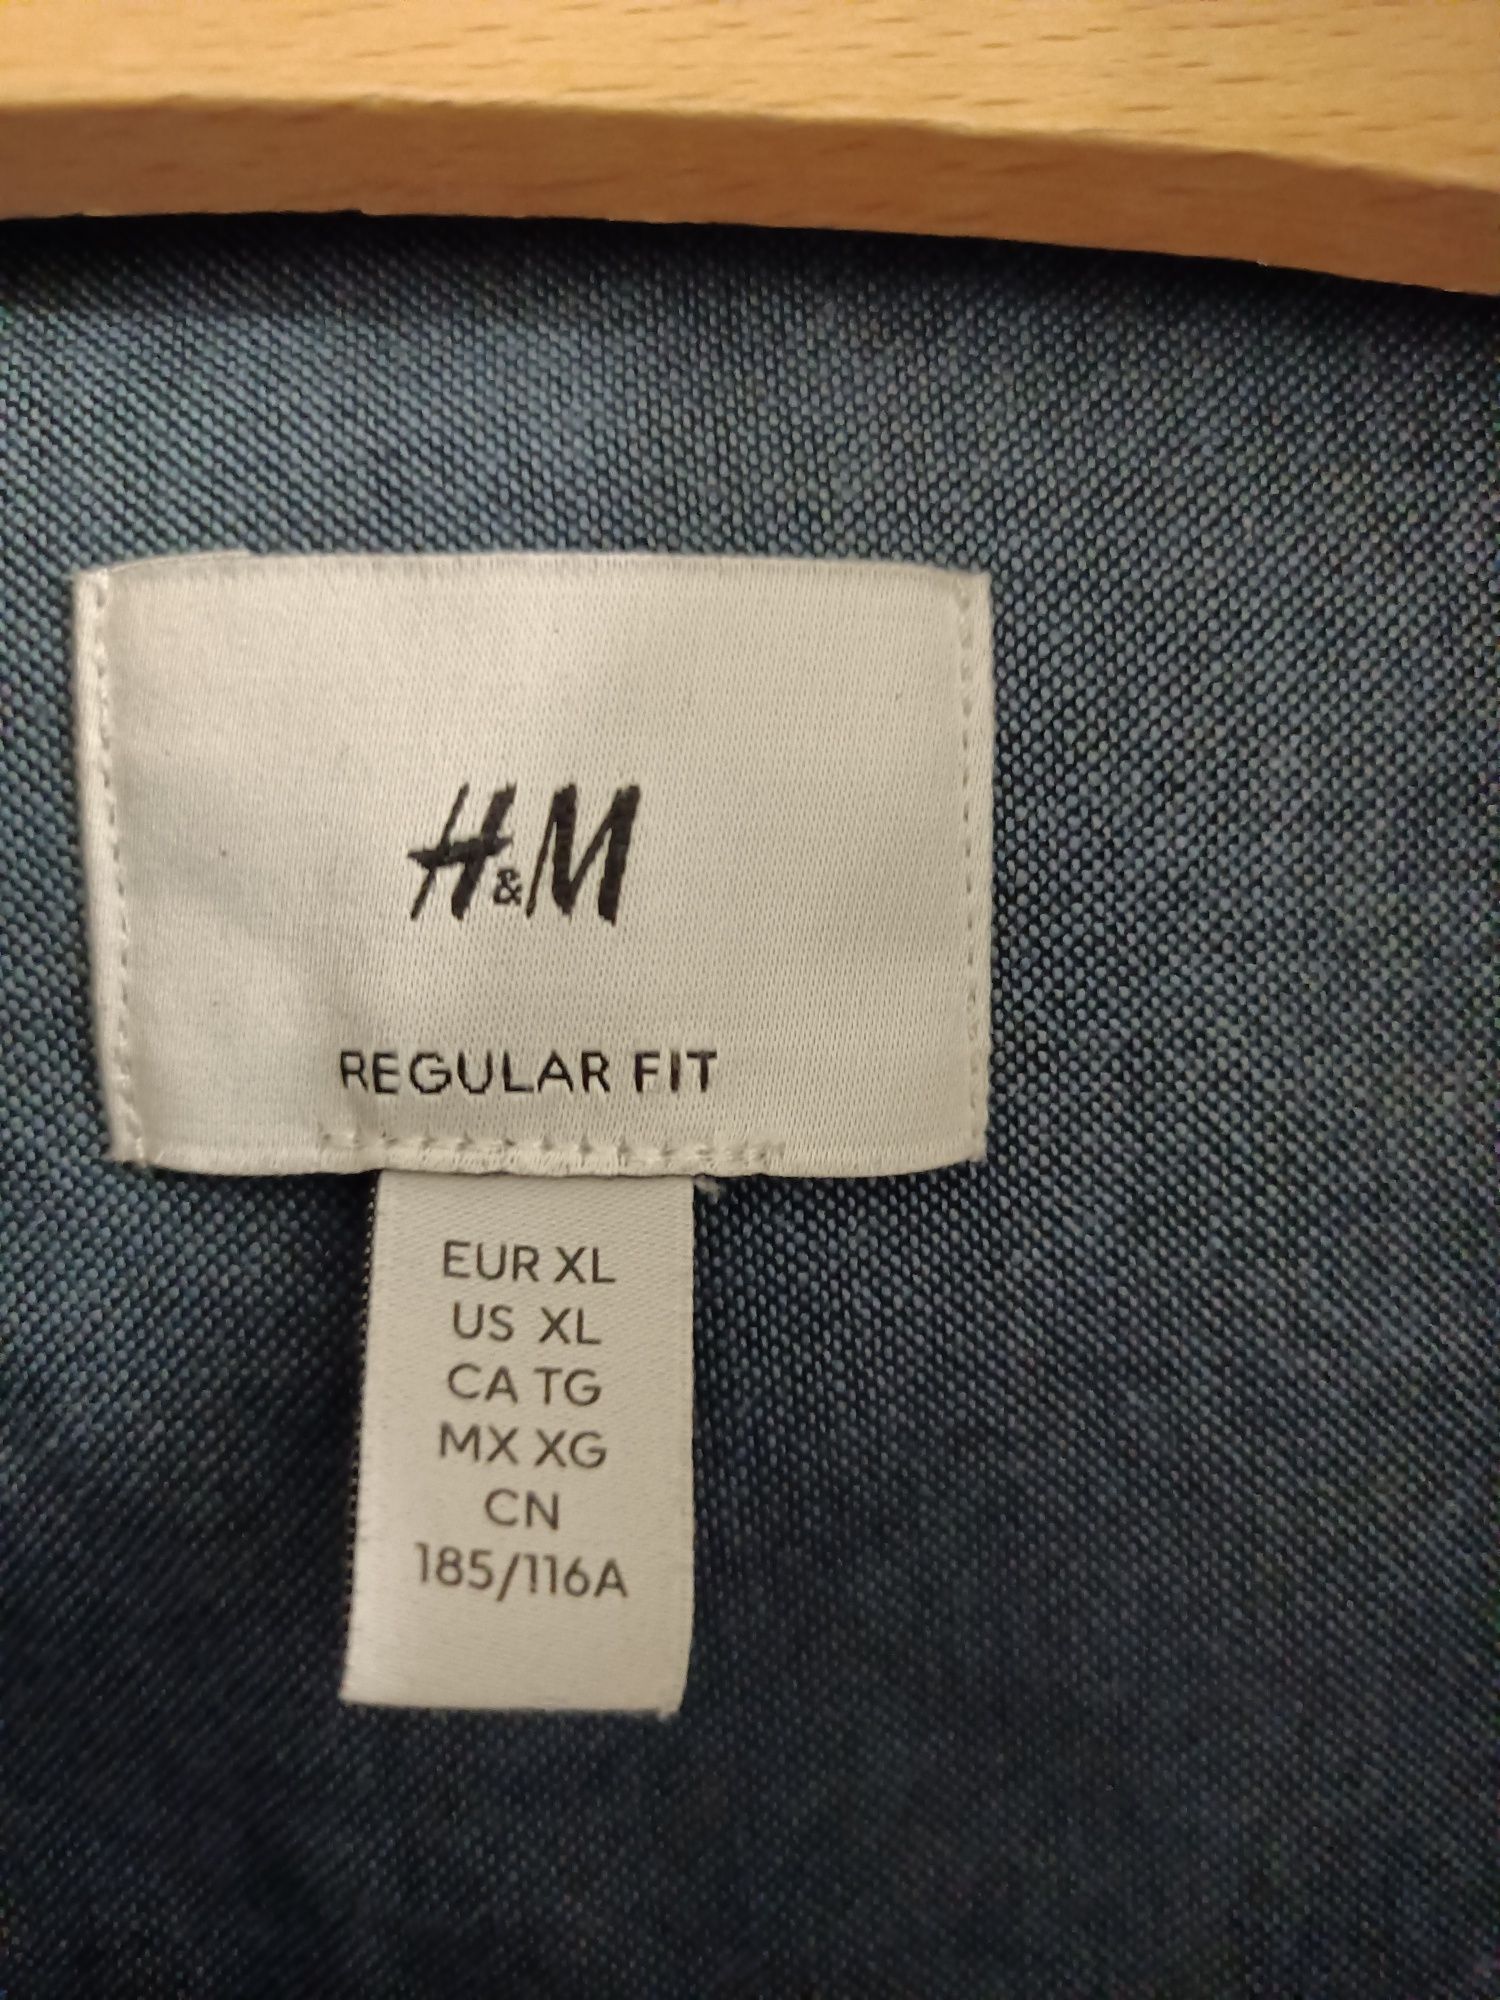 H&M
REGULAR FIT
EUR XL
US XL
CA TG
MX XG
CN
185/116A